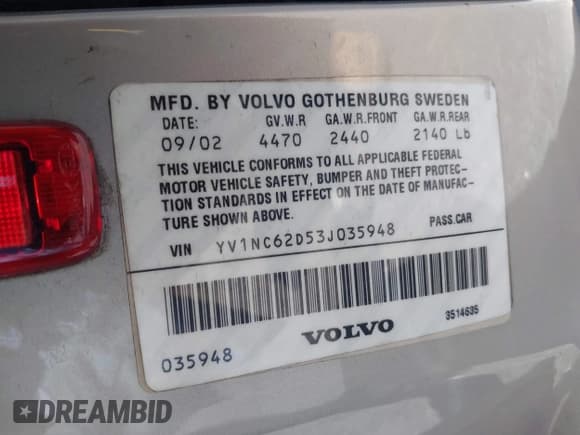 MFD. BY VOLVO GOTHENBURG SWEDEN
DATE: GV.W.R GA.W.R.FRONT GA.W.R.REAR
09/02 4470 2440 2140 Lb
THIS VEHICLE CONFORMS TO ALL APPLICABLE FEDERAL
MOTOR VEHICLE SAFETY, BUMPER AND THEFT PROTEC-
TION STANDARDS IN EFFECT ON THE DATE OF MANUFAC-
TURE SHOWN ABOVE.
PASS.CAR
VIN YV1NC62D53J035948
3514635
VOLVO
035948
DREAMBID